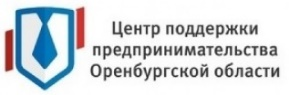 Центр поддержки
предпринимательства
Оренбургской области